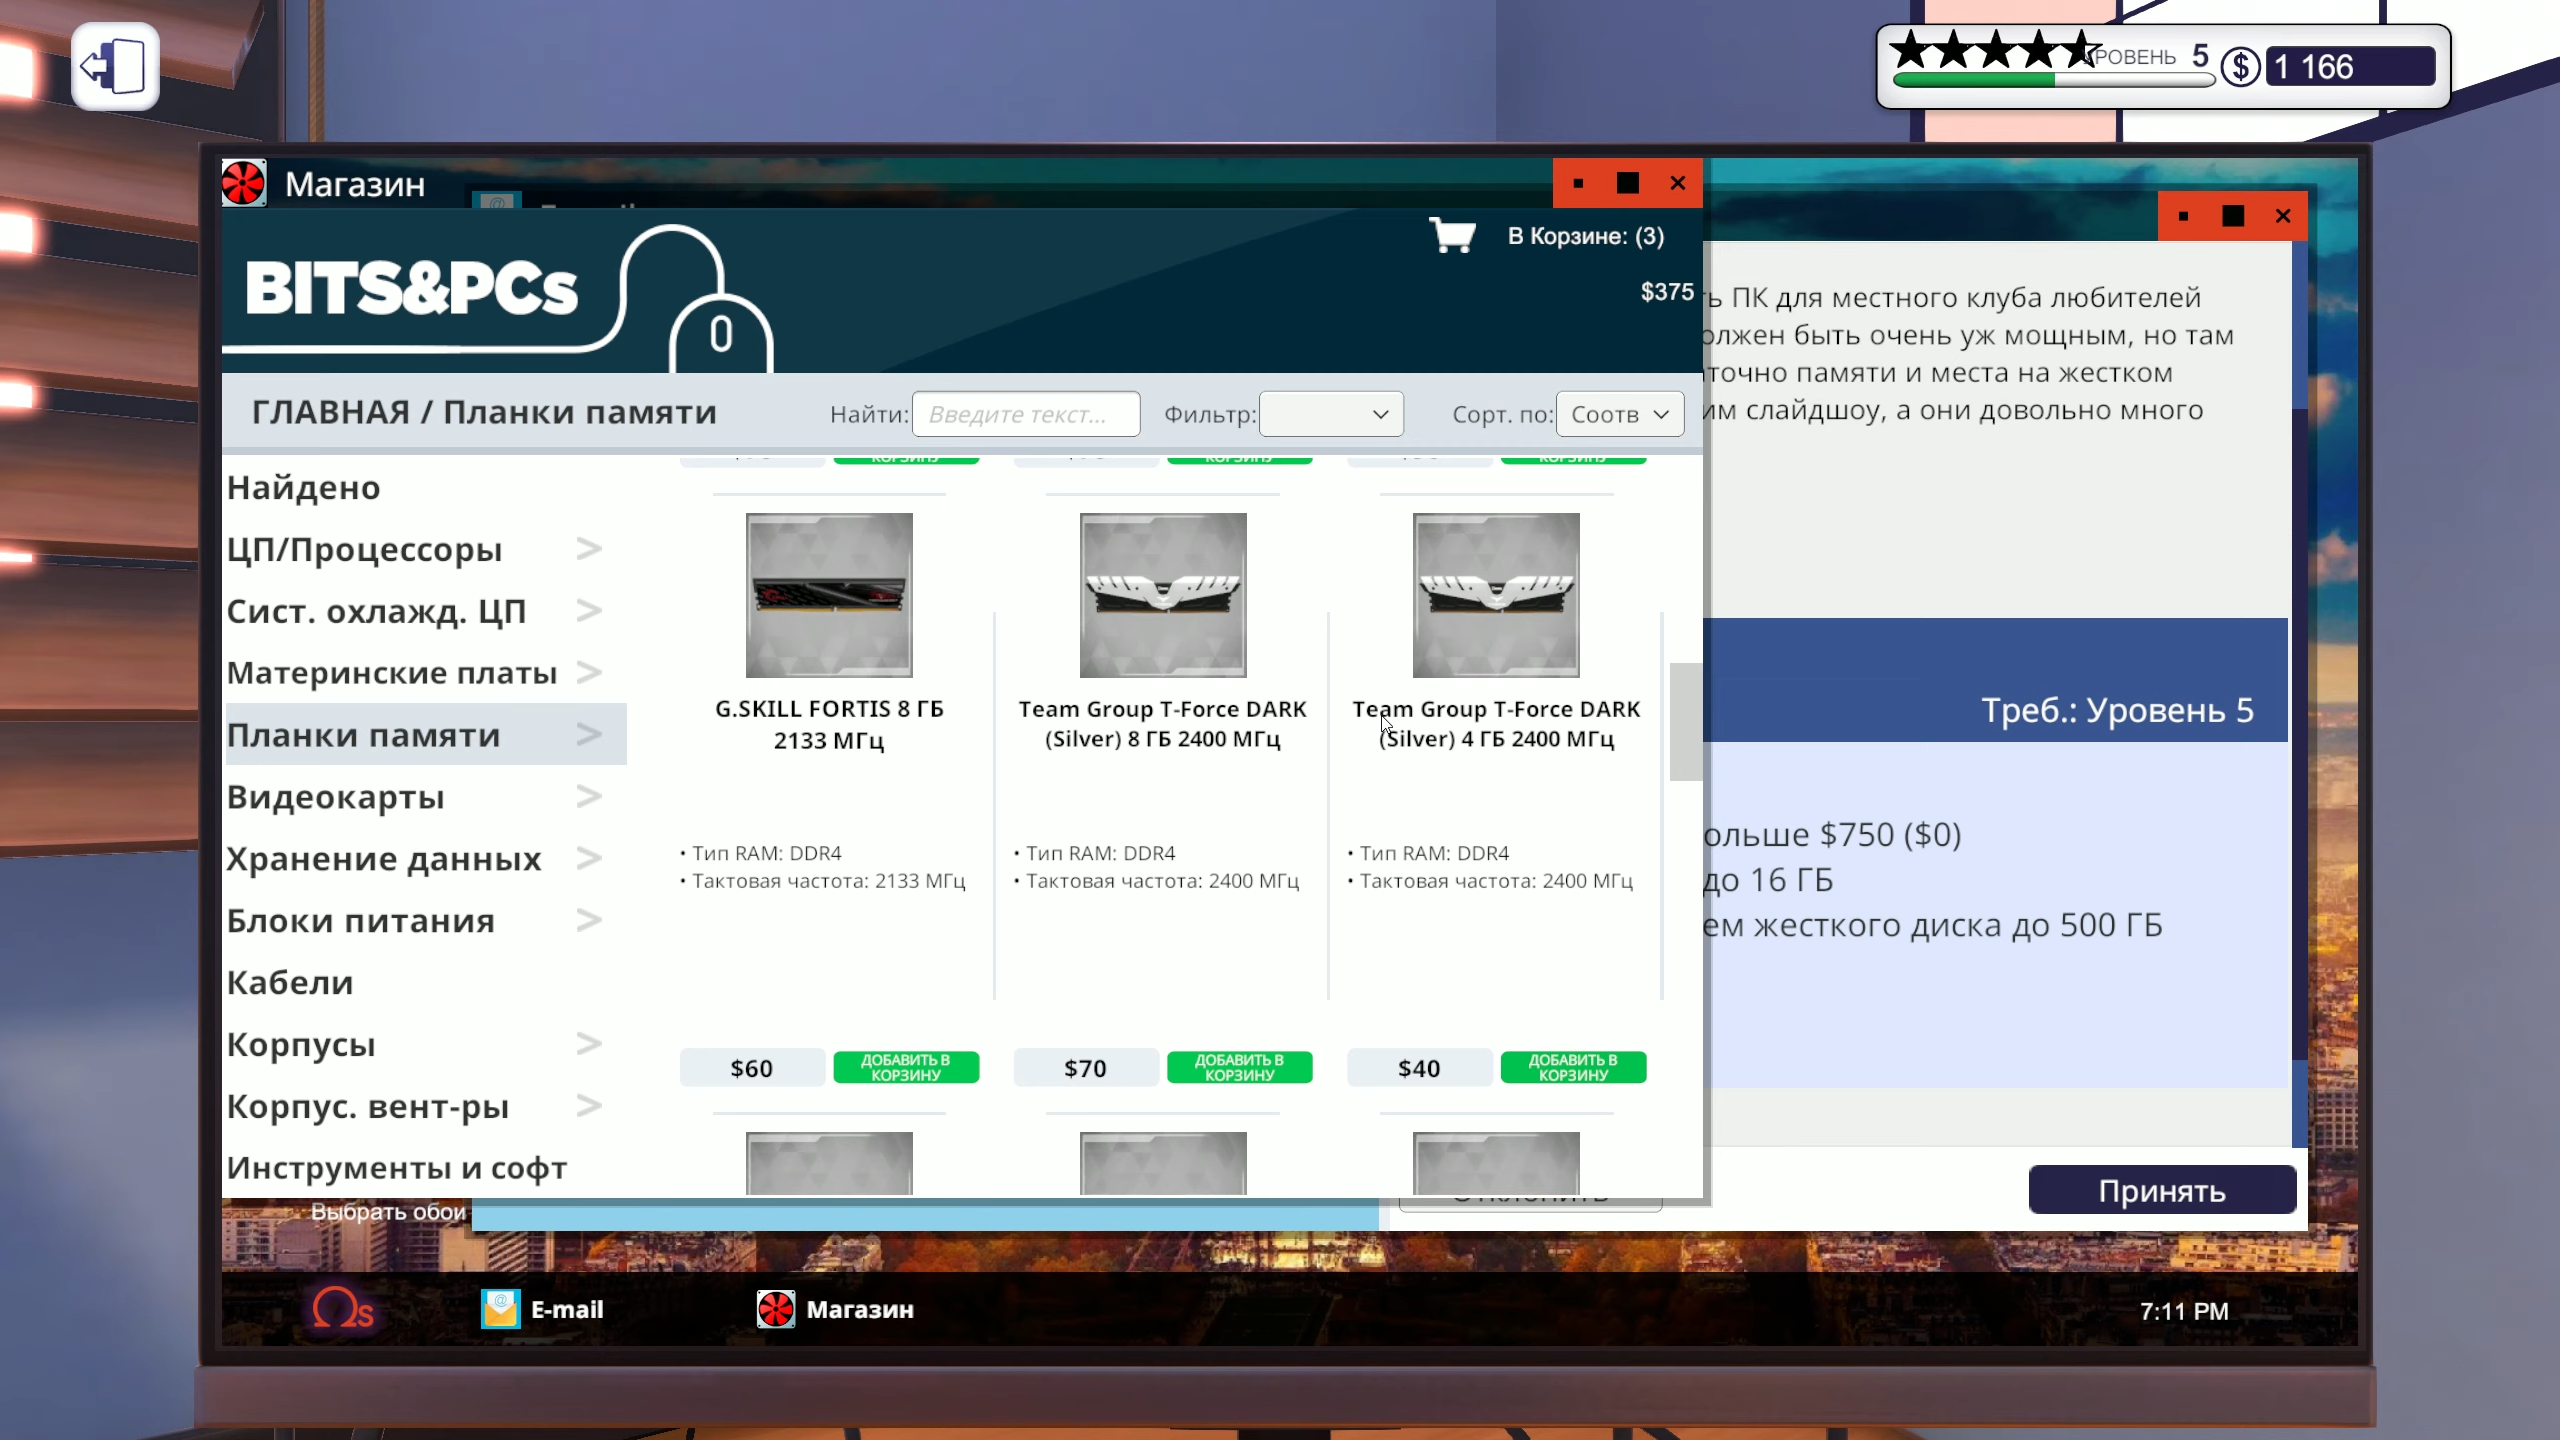 УРОВЕНЬ 5
1 166
Магазин
В Корзине: (3)
BITS&PCs
$375
ь ПК для местного клуба любителей
олжен быть очень уж мощным, но там
точно памяти и места на жестком
им слайдшоу, а они довольно много
ГЛАВНАЯ / Планки памяти
Найти: Введите текст...
Фильтр:
Сорт. по: Соотв
Найдено
ЦП/Процессоры >
Сист. охлажд. ЦП >
Материнские платы >
Планки памяти >
Видеокарты >
Хранение данных >
Блоки питания >
Кабели
Корпусы >
Корпус. вент-ры >
Инструменты и софт
КОРЗИНУ
КОРЗИНУ
КОРЗИНУ
G.SKILL FORTIS 8 ГБ
2133 МГц
• Тип RAM: DDR4
• Тактовая частота: 2133 МГц
$60
ДОБАВИТЬ В
КОРЗИНУ
Team Group T-Force DARK
(Silver) 8 ГБ 2400 МГц
• Тип RAM: DDR4
• Тактовая частота: 2400 МГц
$70
ДОБАВИТЬ В
КОРЗИНУ
Team Group T-Force DARK
(Silver) 4 ГБ 2400 МГц
• Тип RAM: DDR4
• Тактовая частота: 2400 МГц
$40
ДОБАВИТЬ В
КОРЗИНУ
Треб.: Уровень 5
ольше $750 ($0)
до 16 ГБ
ем жесткого диска до 500 ГБ
Принять
Выбрать обои
E-mail
Магазин
7:11 PM